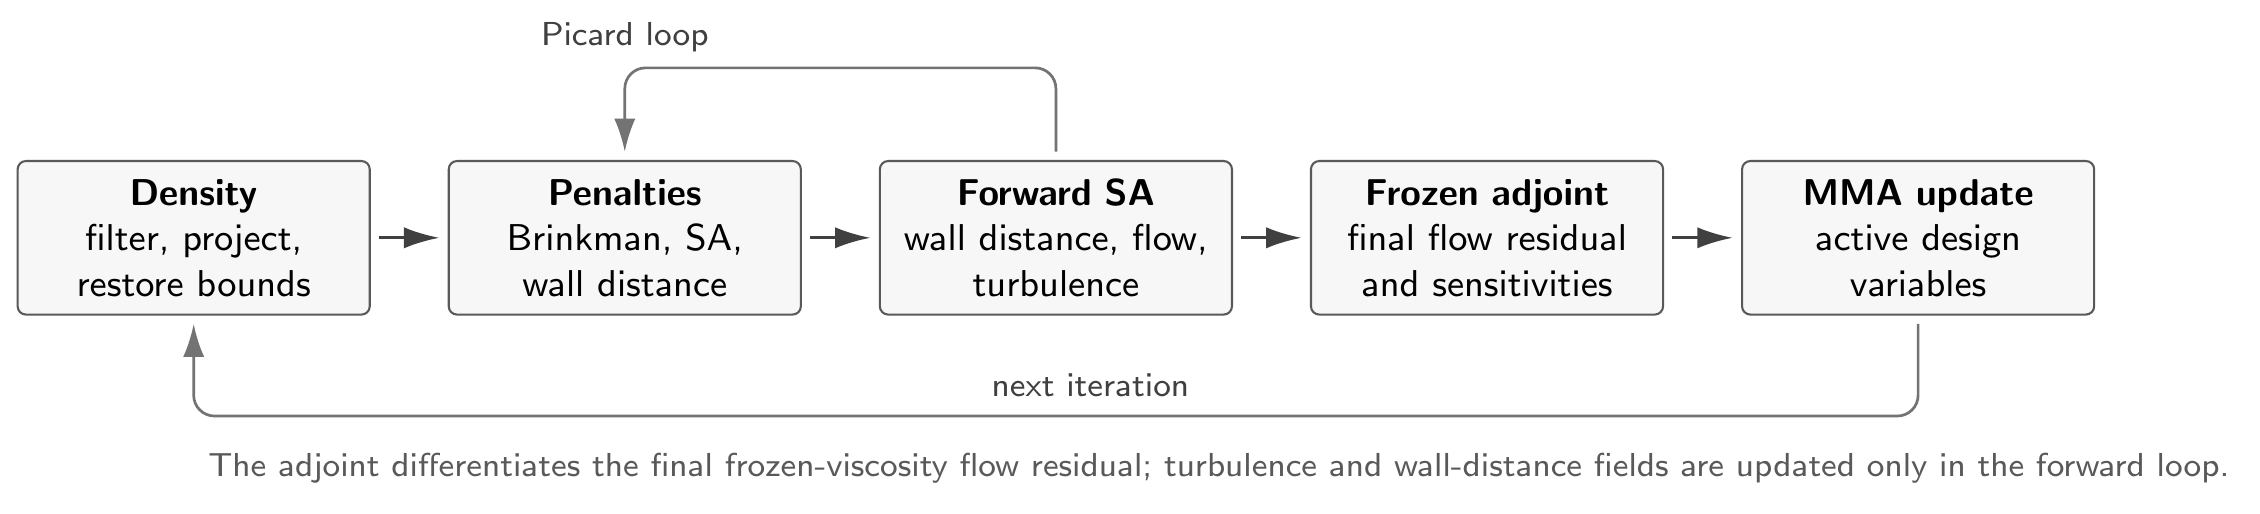 Picard loop
Density
filter, project,
restore bounds
Penalties
Brinkman, SA,
wall distance
Forward SA
wall distance, flow,
turbulence
Frozen adjoint
final flow residual
and sensitivities
MMA update
active design
variables
next iteration
The adjoint differentiates the final frozen-viscosity flow residual; turbulence and wall-distance fields are updated only in the forward loop.